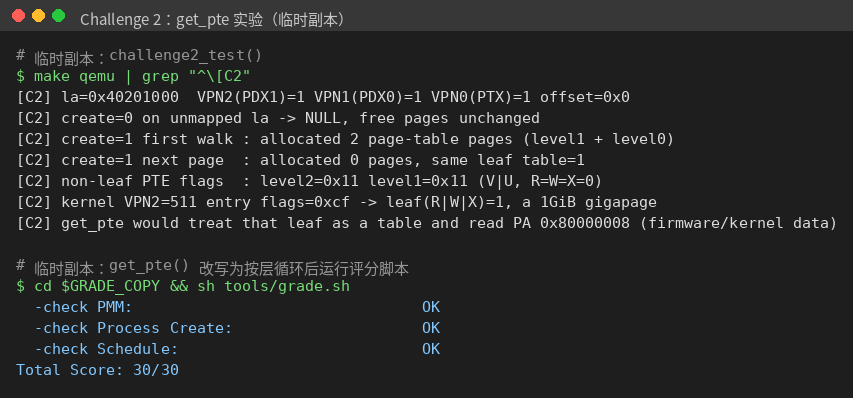 Challenge 2：get_pte 实验（临时副本）
# 临时副本：challenge2_test()
$ make qemu | grep "^\[C2"
[C2] la=0x40201000  VPN2(PDX1)=1 VPN1(PDX0)=1 VPN0(PTX)=1 offset=0x0
[C2] create=0 on unmapped la -> NULL, free pages unchanged
[C2] create=1 first walk : allocated 2 page-table pages (level1 + level0)
[C2] create=1 next page  : allocated 0 pages, same leaf table=1
[C2] non-leaf PTE flags  : level2=0x11 level1=0x11 (V|U, R=W=X=0)
[C2] kernel VPN2=511 entry flags=0xcf -> leaf(R|W|X)=1, a 1GiB gigapage
[C2] get_pte would treat that leaf as a table and read PA 0x80000008 (firmware/kernel data)
# 临时副本：get_pte() 改写为按层循环后运行评分脚本
$ cd $GRADE_COPY && sh tools/grade.sh
  -check PMM:                               OK
  -check Process Create:                    OK
  -check Schedule:                          OK
Total Score: 30/30